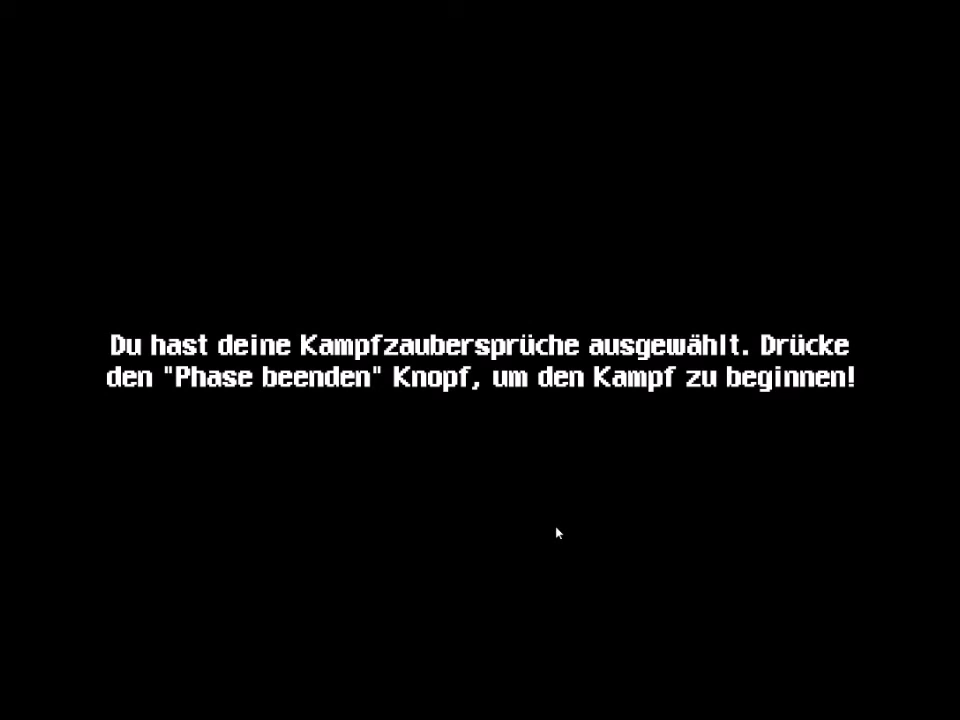 Du hast deine Kampfzaubersprüche ausgewählt. Drücke
den "Phase beenden" Knopf, um den Kampf zu beginnen!